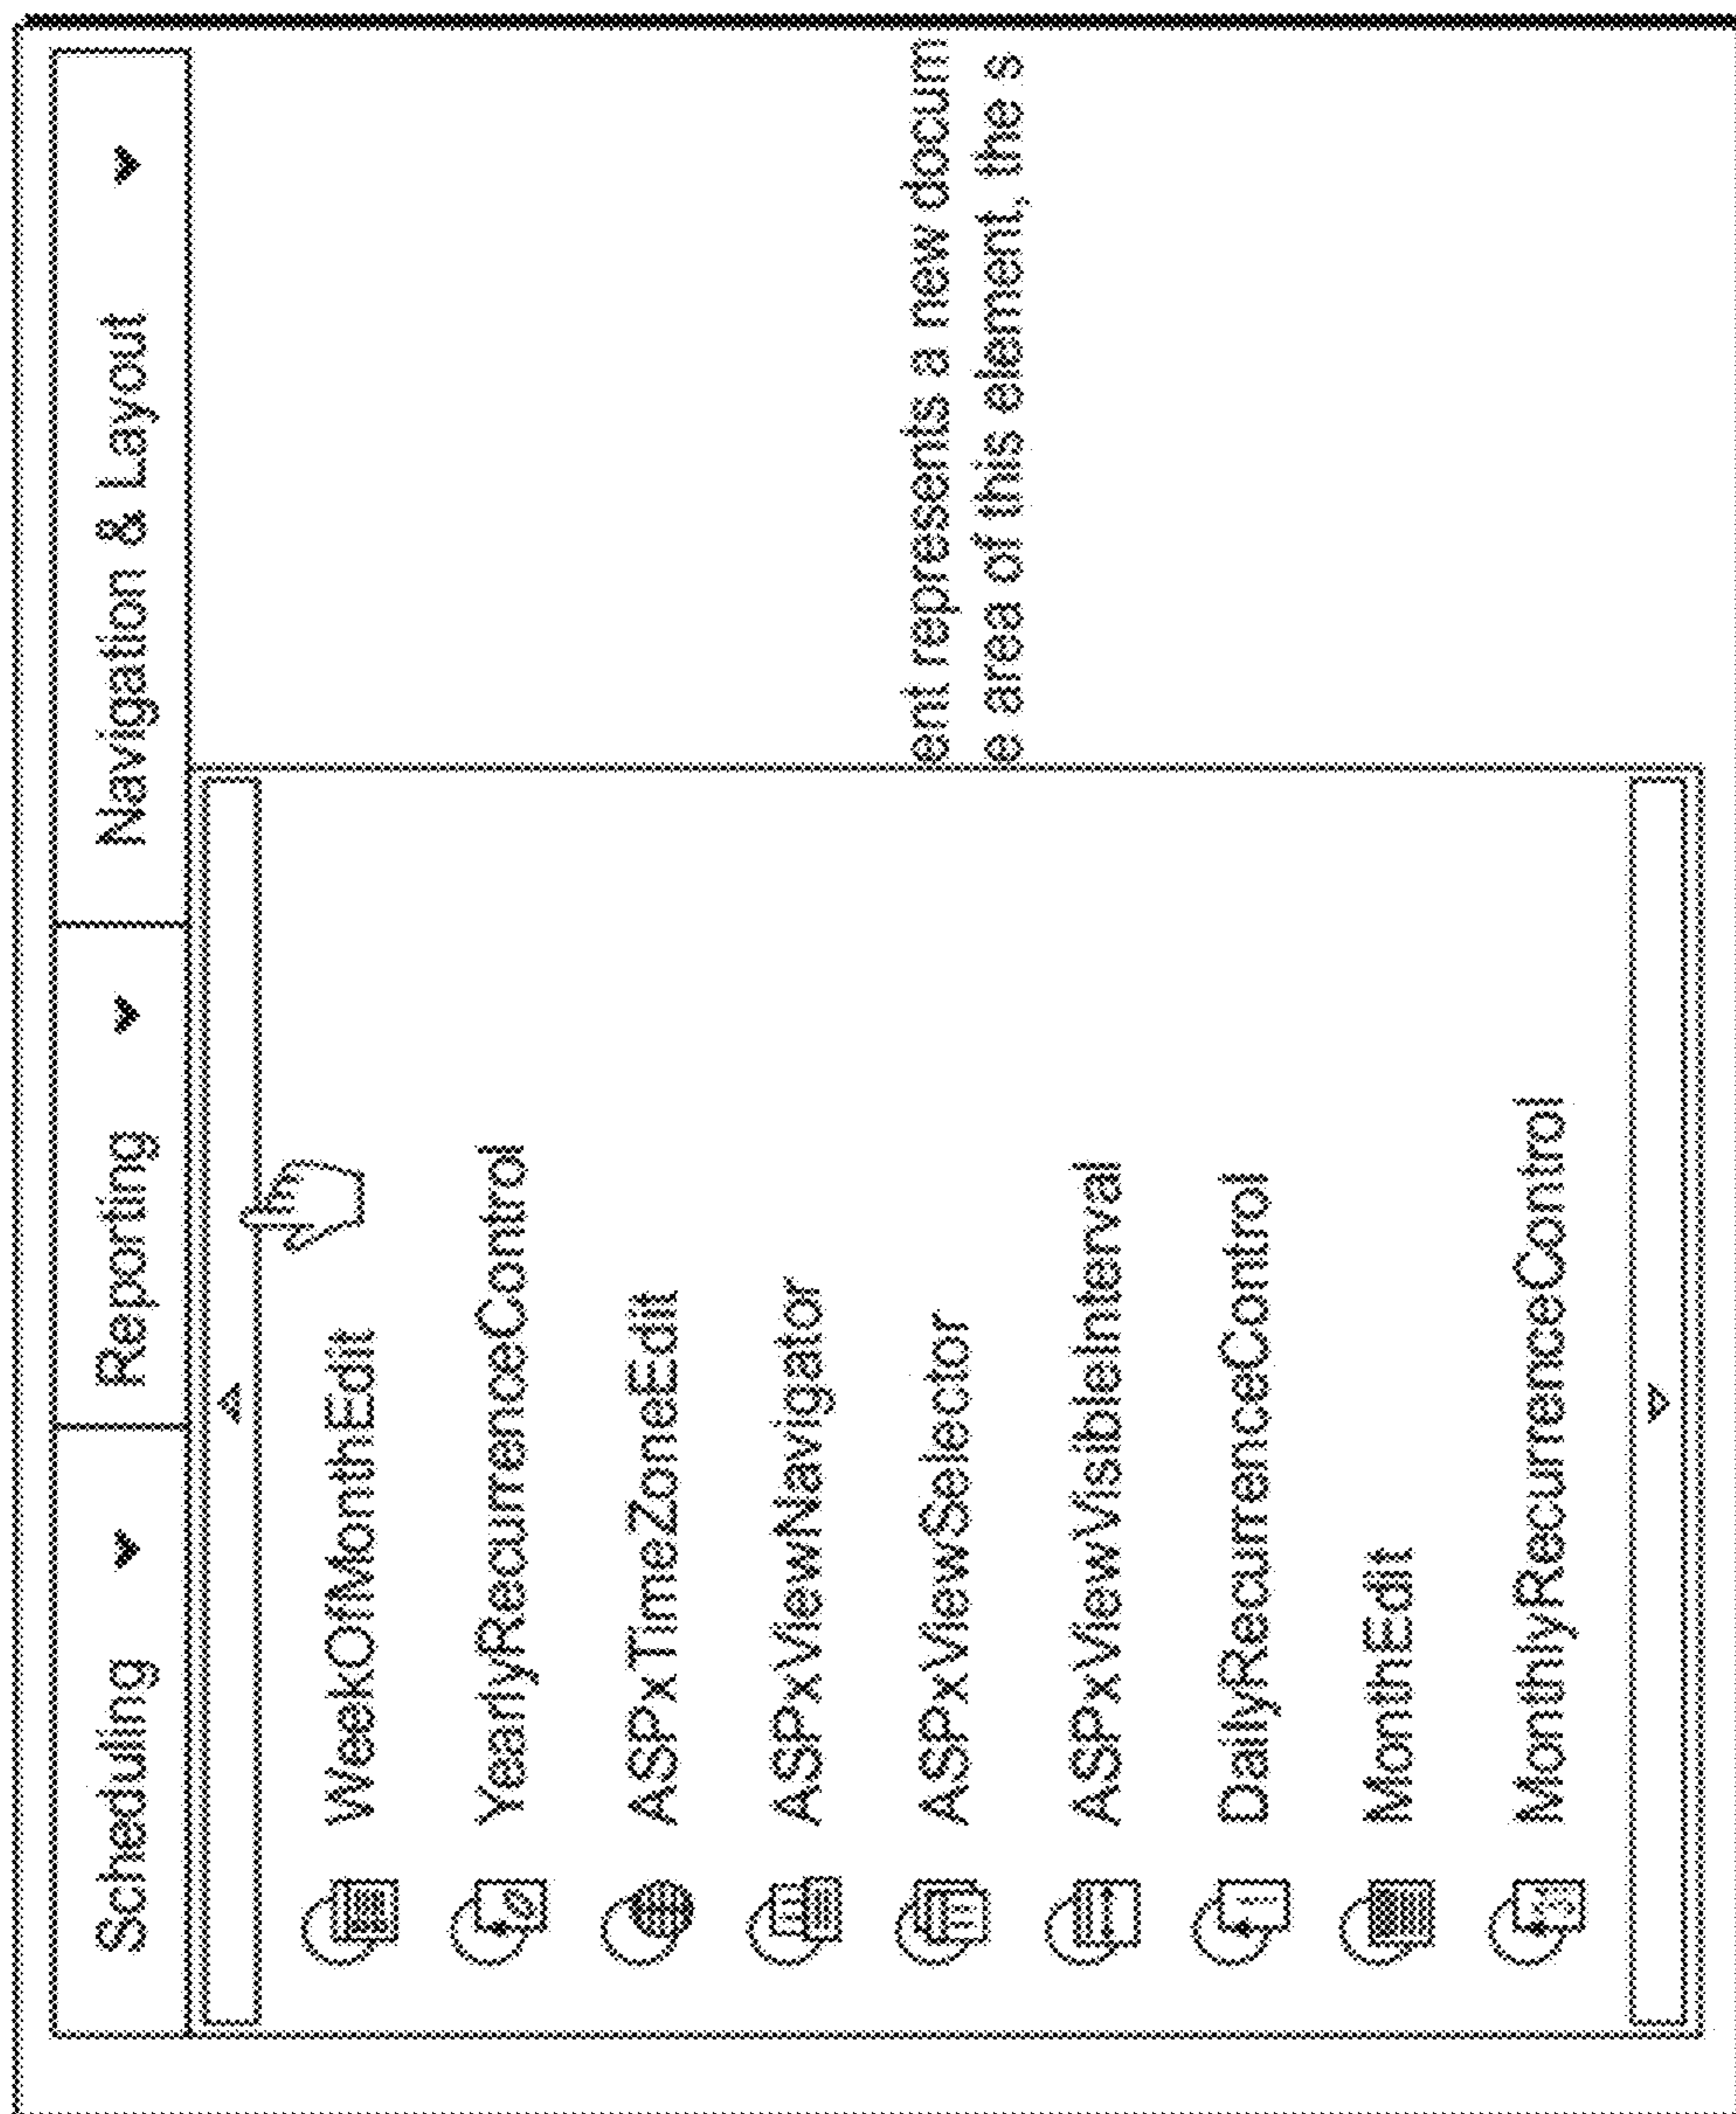 Scheduling Reporting Navigation & Layout
WeekOfMonthEdit
YearlyRecurrenceControl
ASPxTimeZoneEdit
ASPxViewNavigator
ASPxViewSelector
ent represents a new docum
e area of this element, the s
ASPxViewVisibleInterval
DailyRecurrenceControl
MonthEdit
MonthlyRecurrenceControl